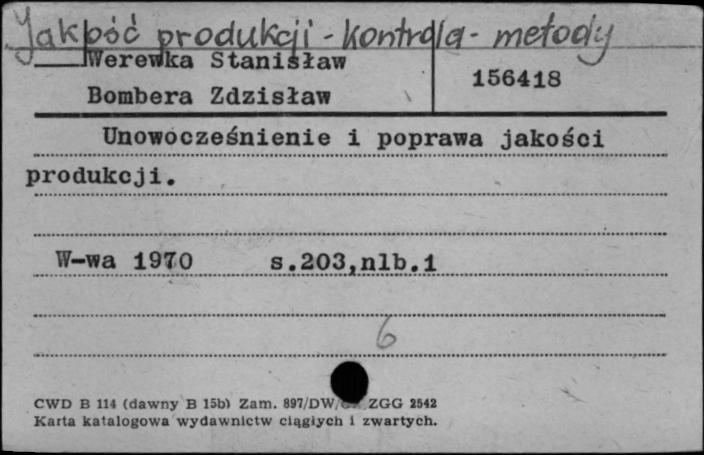 Jakość produkcji - kontrola - metody
Werewka Stanisław
156418
Bombera Zdzisław
Unowocześnienie i poprawa jakości
produkcji.
W-wa 1970 s.203,nlb.1
6
CWD B 114 (dawny B 15b) Zam. 897/DW/ ZGG 2542
Karta katalogowa wydawnictw ciągłych i zwartych.